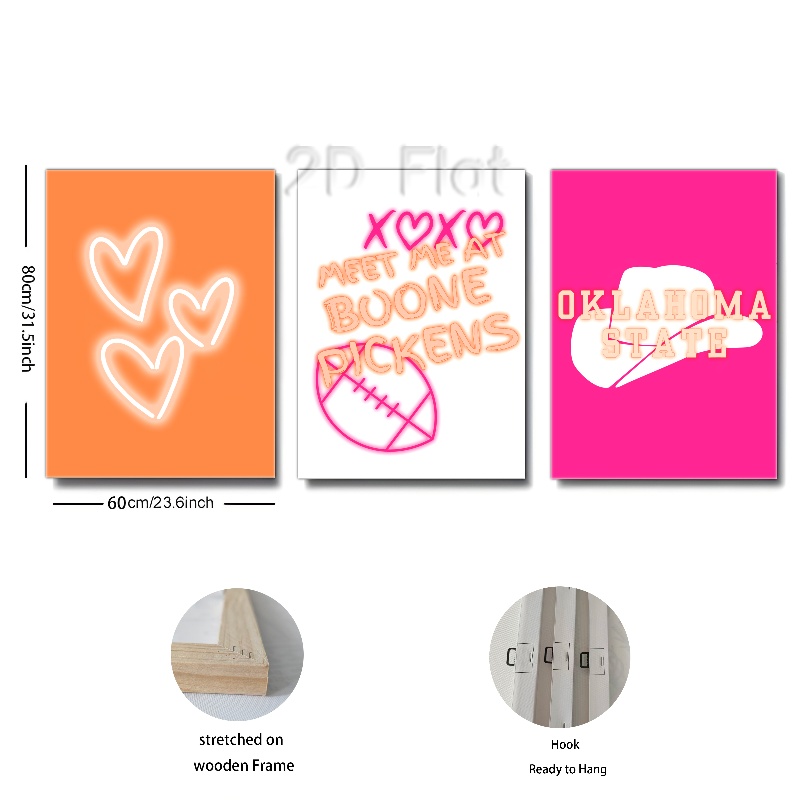 2D Flat
XOXO
MEET ME AT
BOONE
PICKENS
OKLAHOMA
STATE
80cm/31.5inch
60cm/23.6inch
stretched on
wooden Frame
Hook
Ready to Hang